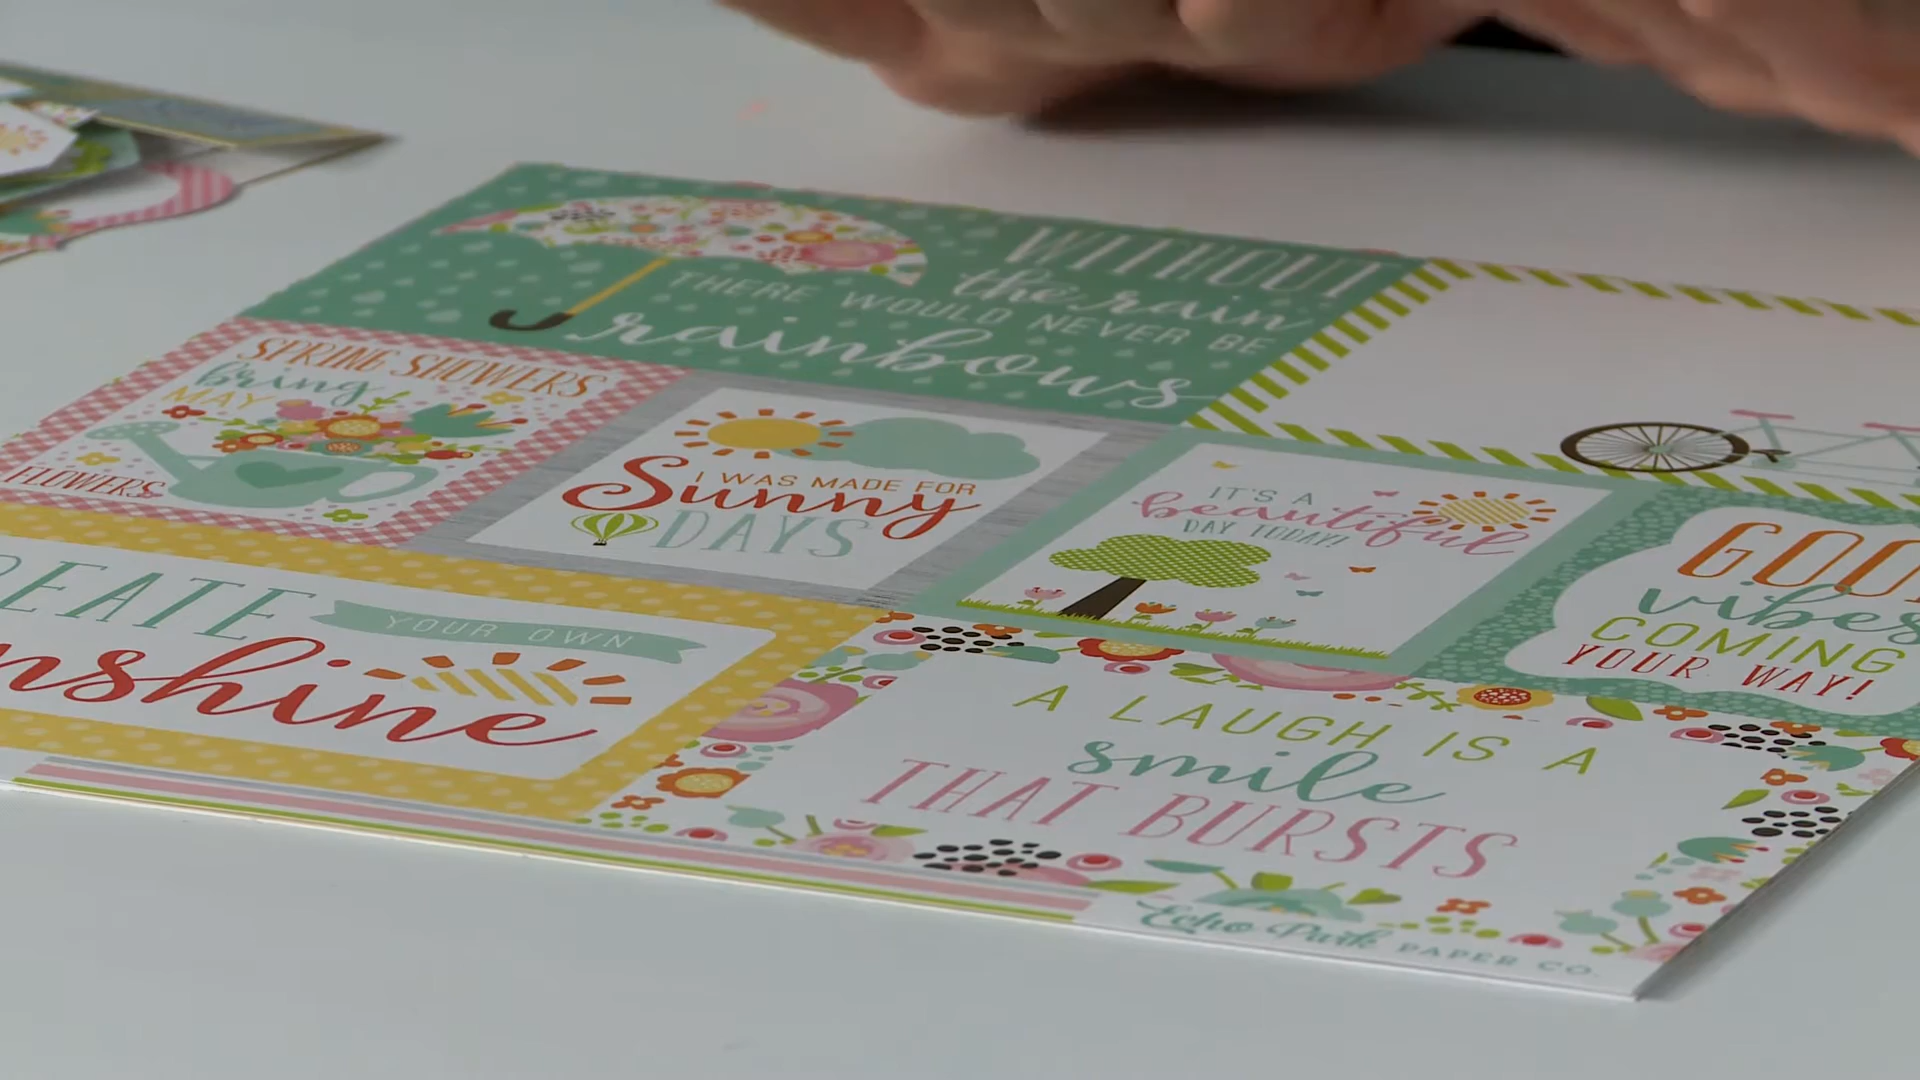 WITHOUT
the rain
THERE WOULD NEVER BE
rainbows
SPRING SHOWERS
bring
MAY
FLOWERS
I WAS MADE FOR
Sunny
DAYS
IT'S A
beautiful
DAY TODAY!
GOO
vibes
COMING
YOUR WAY!
REATE
YOUR OWN
nshine
A LAUGH IS A
smile
THAT BURSTS
Echo Park PAPER CO.